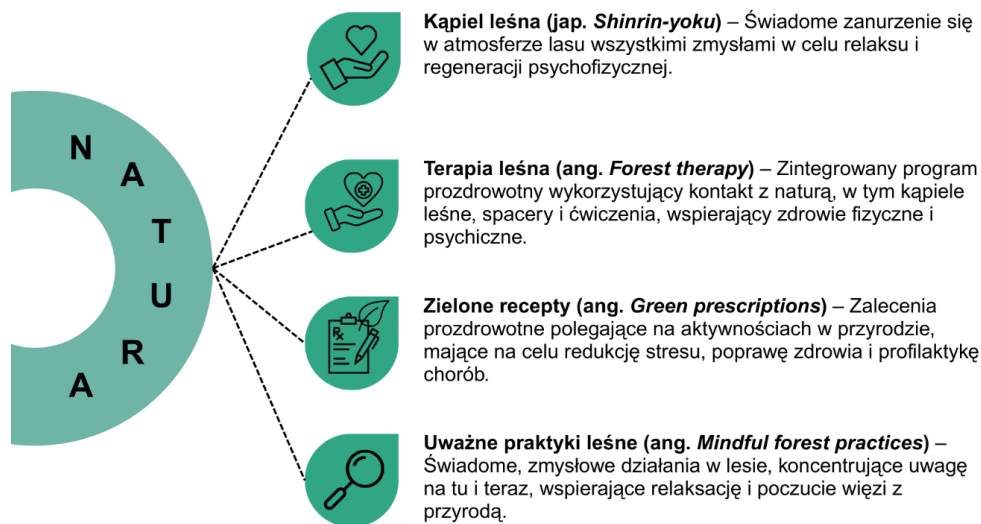 NATURA
Kąpiel leśna (jap. Shinrin-yoku) – Świadome zanurzenie się
w atmosferze lasu wszystkimi zmysłami w celu relaksu i
regeneracji psychofizycznej.
Terapia leśna (ang. Forest therapy) – Zintegrowany program
prozdrowotny wykorzystujący kontakt z naturą, w tym kąpiele
leśne, spacery i ćwiczenia, wspierający zdrowie fizyczne i
psychiczne.
Rx
Zielone recepty (ang. Green prescriptions) – Zalecenia
prozdrowotne polegające na aktywnościach w przyrodzie,
mające na celu redukcję stresu, poprawę zdrowia i profilaktykę
chorób.
Uważne praktyki leśne (ang. Mindful forest practices) –
Świadome, zmysłowe działania w lesie, koncentrujące uwagę
na tu i teraz, wspierające relaksację i poczucie więzi z
przyrodą.